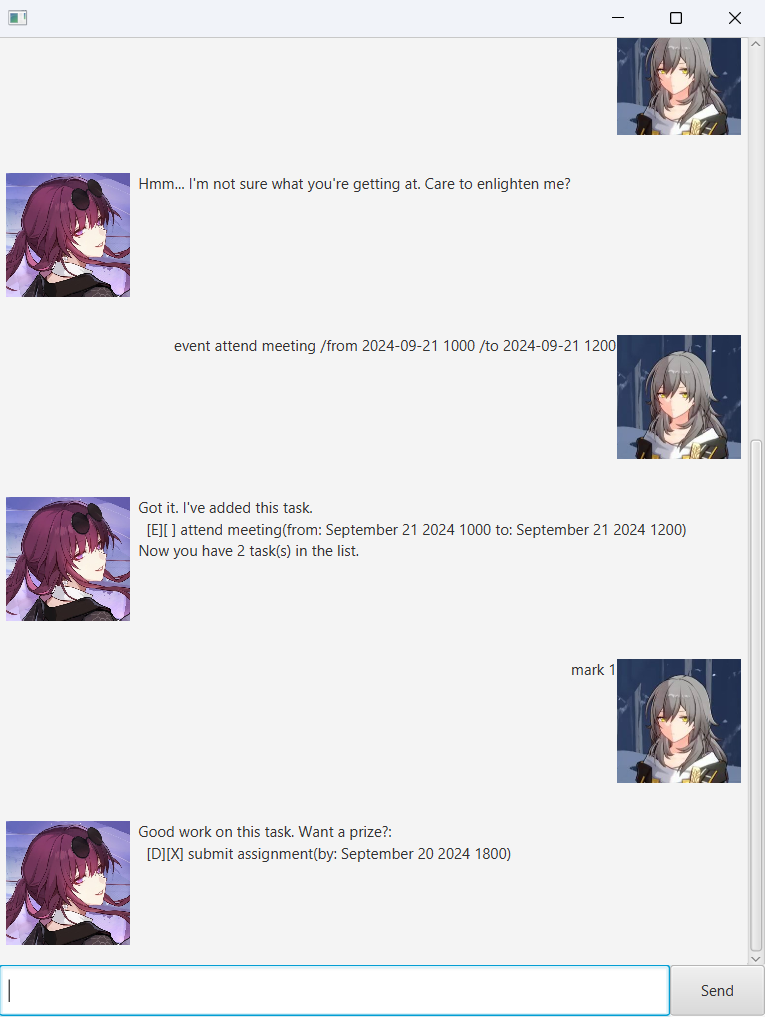 Hmm... I'm not sure what you're getting at. Care to enlighten me?
event attend meeting /from 2024-09-21 1000 /to 2024-09-21 1200
Got it. I've added this task.
[E][ ] attend meeting(from: September 21 2024 1000 to: September 21 2024 1200)
Now you have 2 task(s) in the list.
mark 1
Good work on this task. Want a prize?:
[D][X] submit assignment(by: September 20 2024 1800)
Send